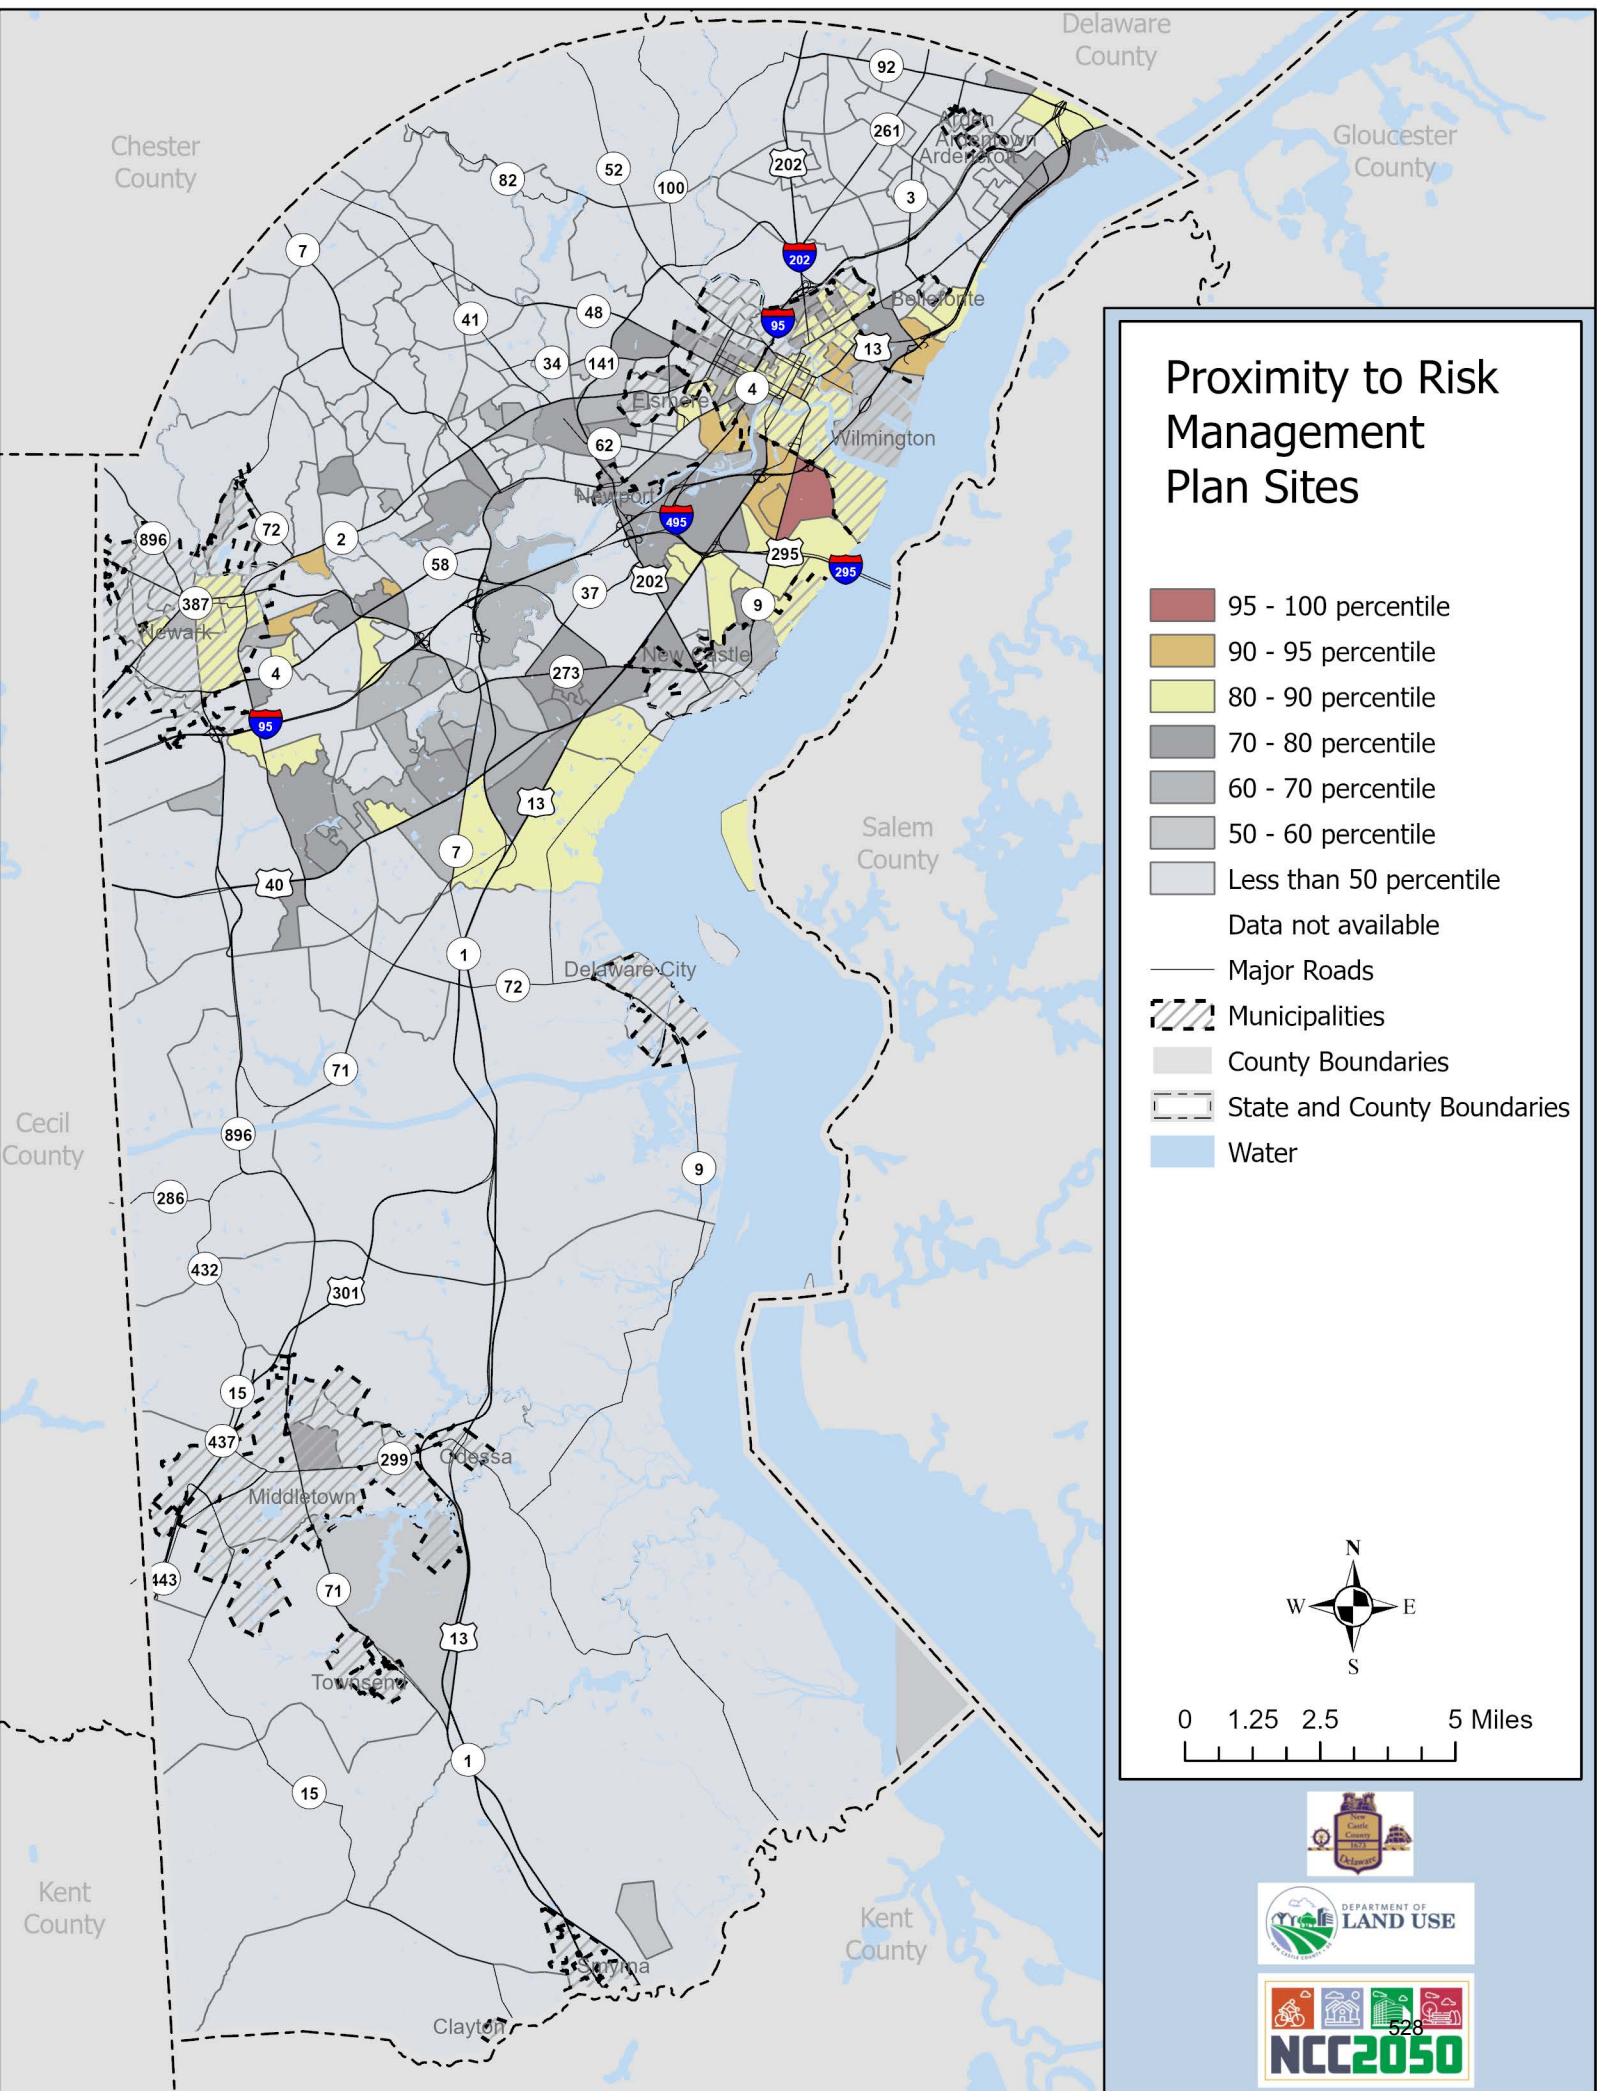 Delaware
County
Chester
County
Gloucester
County
92
261
Arden
Ardentown
Ardencroft
202
52
82
100
3
7
202
41
48
95
Bellefonte
13
34
141
4
Elsmere
62
Wilmington
Newport
495
896
72
2
58
295
295
202
37
9
387
Newark
4
New Castle
273
95
13
7
Salem
County
40
1
Delaware City
72
71
Cecil
County
896
9
286
432
301
15
437
299
Odessa
Middletown
443
71
13
Townsend
1
15
Kent
County
Kent
County
Smyrna
Clayton
Proximity to Risk
Management
Plan Sites
95 - 100 percentile
90 - 95 percentile
80 - 90 percentile
70 - 80 percentile
60 - 70 percentile
50 - 60 percentile
Less than 50 percentile
Data not available
Major Roads
Municipalities
County Boundaries
State and County Boundaries
Water
N
W E
S
0 1.25 2.5 5 Miles
New
Castle
County
1673
Delaware
DEPARTMENT OF
LAND USE
528
NCC2050